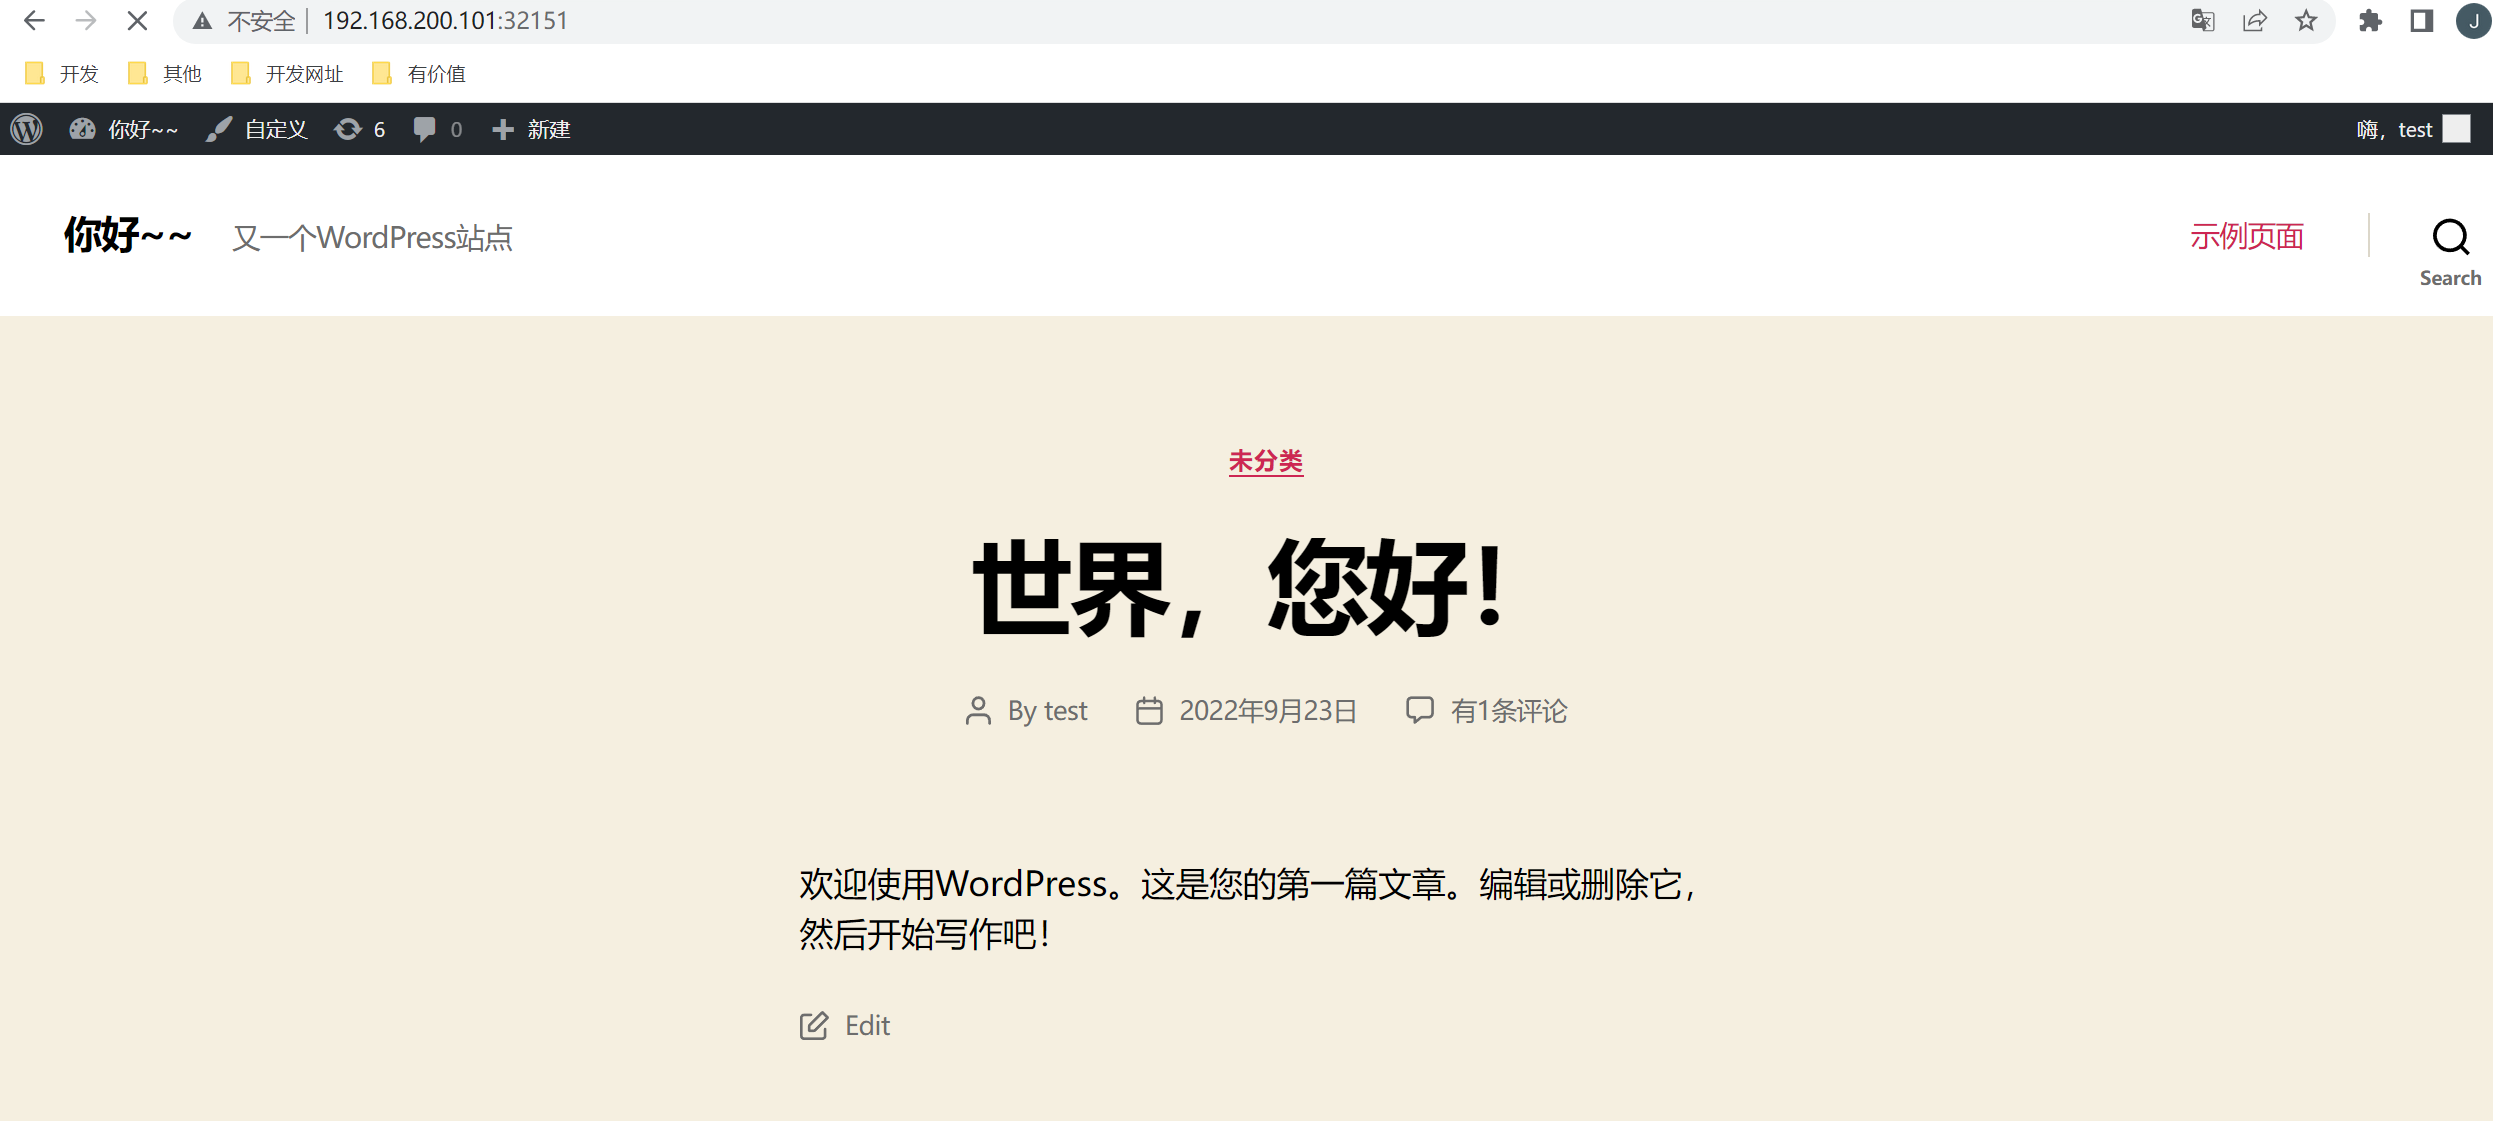 不安全 192.168.200.101:32151
开发 其他 开发网址 有价值
你好~~ 自定义 6 0 新建 嗨，test
你好~~ 又一个WordPress站点 示例页面
Search
未分类
世界，您好！
By test 2022年9月23日 有1条评论
欢迎使用WordPress。这是您的第一篇文章。编辑或删除它，
然后开始写作吧！
Edit
J